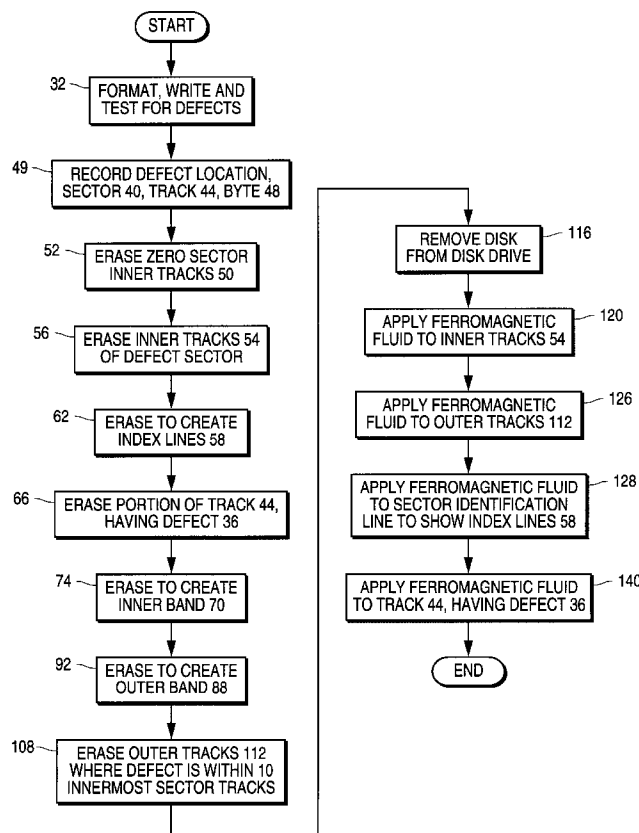 START
32
FORMAT, WRITE AND
TEST FOR DEFECTS
49
RECORD DEFECT LOCATION,
SECTOR 40, TRACK 44, BYTE 48
52
ERASE ZERO SECTOR
INNER TRACKS 50
56
ERASE INNER TRACKS 54
OF DEFECT SECTOR
62
ERASE TO CREATE
INDEX LINES 58
66
ERASE PORTION OF TRACK 44,
HAVING DEFECT 36
74
ERASE TO CREATE
INNER BAND 70
92
ERASE TO CREATE
OUTER BAND 88
108
ERASE OUTER TRACKS 112
WHERE DEFECT IS WITHIN 10
INNERMOST SECTOR TRACKS
REMOVE DISK
FROM DISK DRIVE
116
APPLY FERROMAGNETIC
FLUID TO INNER TRACKS 54
120
APPLY FERROMAGNETIC
FLUID TO OUTER TRACKS 112
126
APPLY FERROMAGNETIC FLUID
TO SECTOR IDENTIFICATION
LINE TO SHOW INDEX LINES 58
128
APPLY FERROMAGNETIC FLUID
TO TRACK 44, HAVING DEFECT 36
140
END